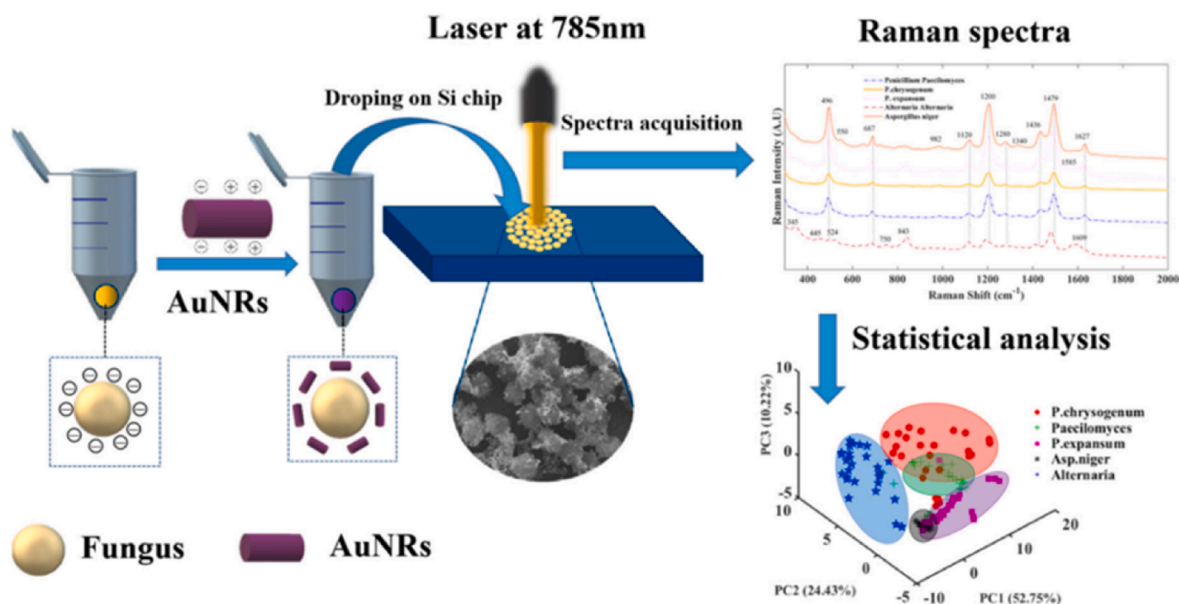 Laser at 785nm
Raman spectra
Droping on Si chip
Spectra acquisition
AuNRs
Fungus
AuNRs
Raman Intensity (A.U)
Penicillium Paecilomyces
P.chrysogenum
P. expansum
Alternaria Alternaria
Aspergillus niger
496
550
687
982
1120
1200
1280
1340
1436
1479
1585
1627
345
445
524
750
843
1609
400 600 800 1000 1200 1400 1600 1800 2000
Raman Shift (cm⁻¹)
Statistical analysis
PC3 (10.22%)
10
5
0
-5
10
5
0
-5
PC2 (24.43%)
-10
0
10
20
PC1 (52.75%)
P.chrysogenum
Paecilomyces
P.expansum
Asp.niger
Alternaria